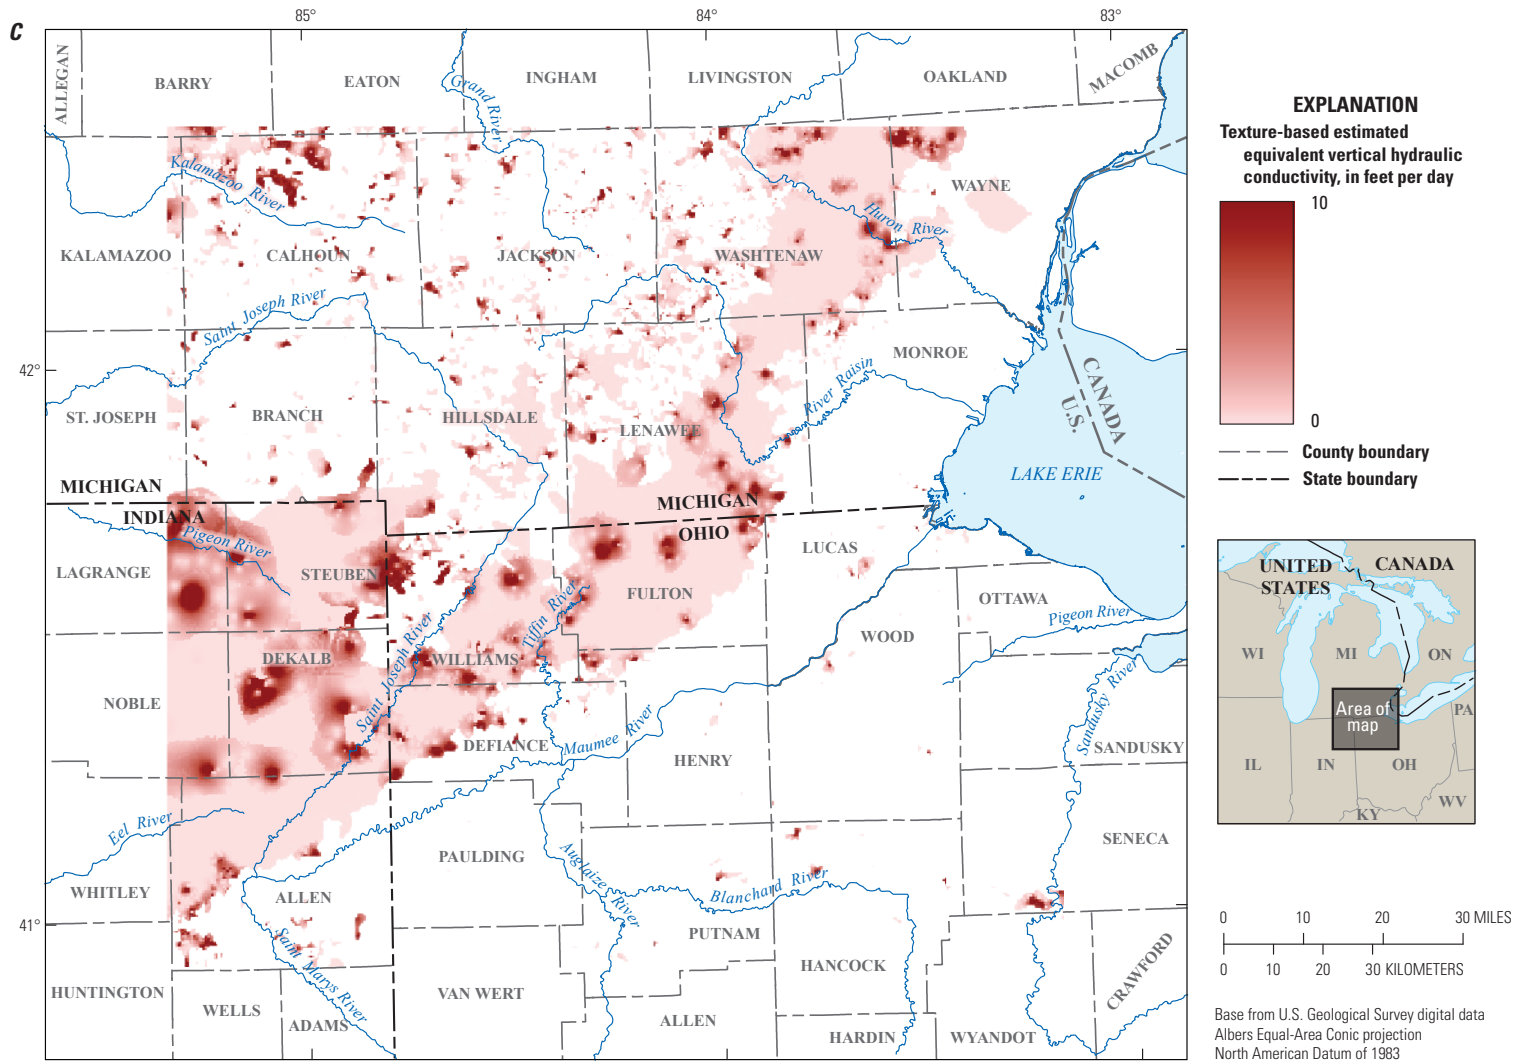 C
85°
84°
83°
42°
41°
ALLEGAN
BARRY
EATON
INGHAM
LIVINGSTON
OAKLAND
MACOMB
Grand River
Kalamazoo River
WAYNE
Huron River
KALAMAZOO
CALHOUN
JACKSON
WASHTENAW
Saint Joseph River
MONROE
CANADA
U.S.
River Raisin
ST. JOSEPH
BRANCH
HILLSDALE
LENAWEE
LAKE ERIE
MICHIGAN
INDIANA
MICHIGAN
OHIO
Pigeon River
LAGRANGE
STEUBEN
LUCAS
FULTON
OTTAWA
Pigeon River
Tiffin River
WOOD
Saint Joseph River
DEKALB
WILLIAMS
NOBLE
Sandusky River
Maumee River
DEFIANCE
HENRY
SANDUSKY
Eel River
PAULDING
SENECA
Auglaize River
Blanchard River
WHITLEY
ALLEN
PUTNAM
HANCOCK
CRAWFORD
Saint Marys River
HUNTINGTON
WELLS
ADAMS
VAN WERT
ALLEN
HARDIN
WYANDOT
EXPLANATION
Texture-based estimated
equivalent vertical hydraulic
conductivity, in feet per day
10
0
County boundary
State boundary
UNITED
STATES
CANADA
WI
MI
ON
PA
Area of
map
IL
IN
OH
WV
KY
0 10 20 30 MILES
0 10 20 30 KILOMETERS
Base from U.S. Geological Survey digital data
Albers Equal-Area Conic projection
North American Datum of 1983